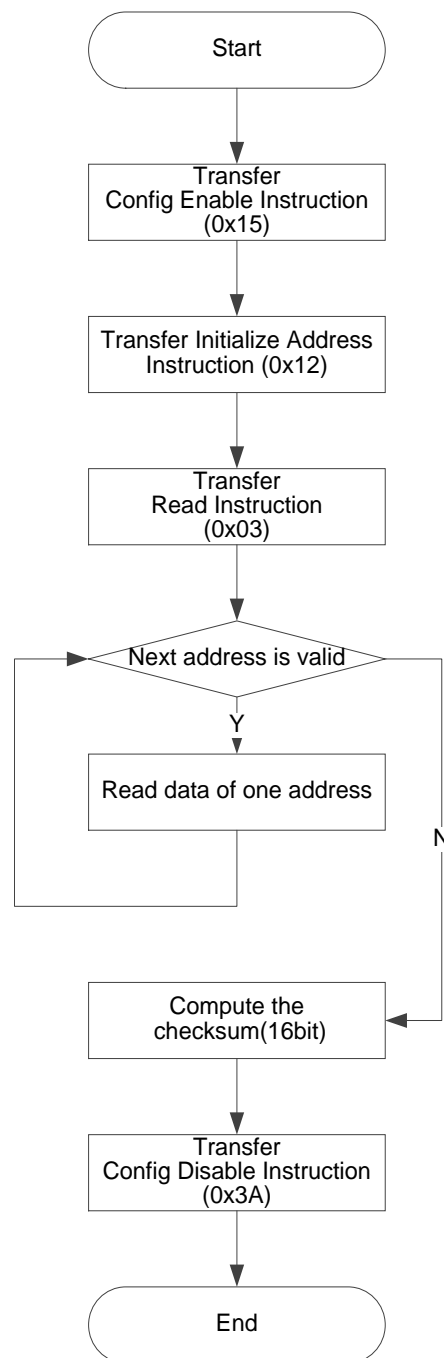 Start
Transfer
Config Enable Instruction
(0x15)
Transfer Initialize Address
Instruction (0x12)
Transfer
Read Instruction
(0x03)
Next address is valid
Y
Read data of one address
N
Compute the
checksum(16bit)
Transfer
Config Disable Instruction
(0x3A)
End